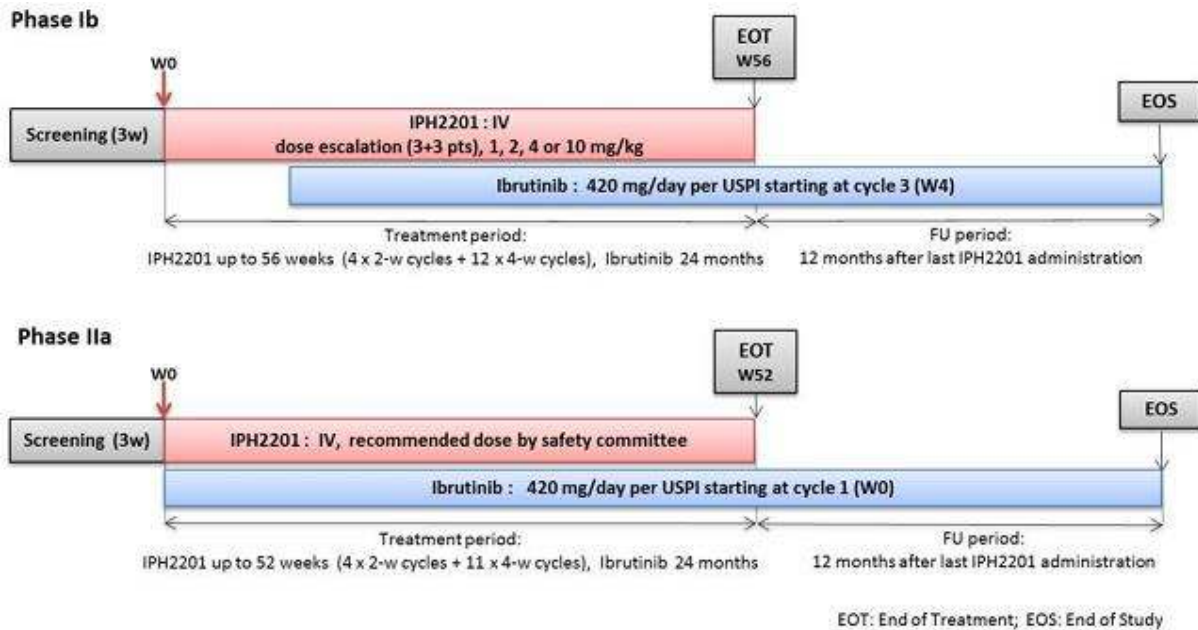 Phase Ib
EOT
W56
W0
EOS
Screening (3w)
IPH2201 : IV
dose escalation (3+3 pts), 1, 2, 4 or 10 mg/kg
Ibrutinib : 420 mg/day per USPI starting at cycle 3 (W4)
Treatment period:
IPH2201 up to 56 weeks (4 x 2-w cycles + 12 x 4-w cycles), Ibrutinib 24 months
FU period:
12 months after last IPH2201 administration
Phase IIa
EOT
W52
W0
EOS
Screening (3w)
IPH2201 : IV, recommended dose by safety committee
Ibrutinib : 420 mg/day per USPI starting at cycle 1 (W0)
Treatment period:
IPH2201 up to 52 weeks (4 x 2-w cycles + 11 x 4-w cycles), Ibrutinib 24 months
FU period:
12 months after last IPH2201 administration
EOT: End of Treatment; EOS: End of Study